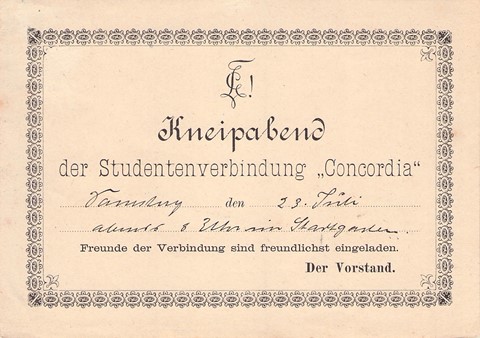 Kneipabend
der Studentenverbindung „Concordia“
Samstag den 23. Juli
abends 8 Uhr im Stadtgarten.
Freunde der Verbindung sind freundlichst eingeladen.
Der Vorstand.